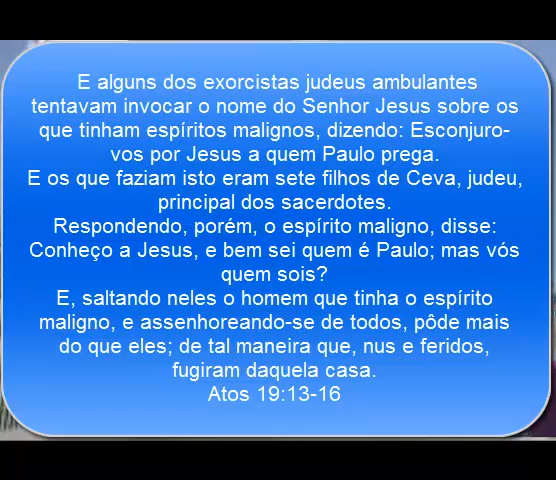 E alguns dos exorcistas judeus ambulantes
tentavam invocar o nome do Senhor Jesus sobre os
que tinham espíritos malignos, dizendo: Esconjuro-
vos por Jesus a quem Paulo prega.
E os que faziam isto eram sete filhos de Ceva, judeu,
principal dos sacerdotes.
Respondendo, porém, o espírito maligno, disse:
Conheço a Jesus, e bem sei quem é Paulo; mas vós
quem sois?
E, saltando neles o homem que tinha o espírito
maligno, e assenhoreando-se de todos, pôde mais
do que eles; de tal maneira que, nus e feridos,
fugiram daquela casa.
Atos 19:13-16